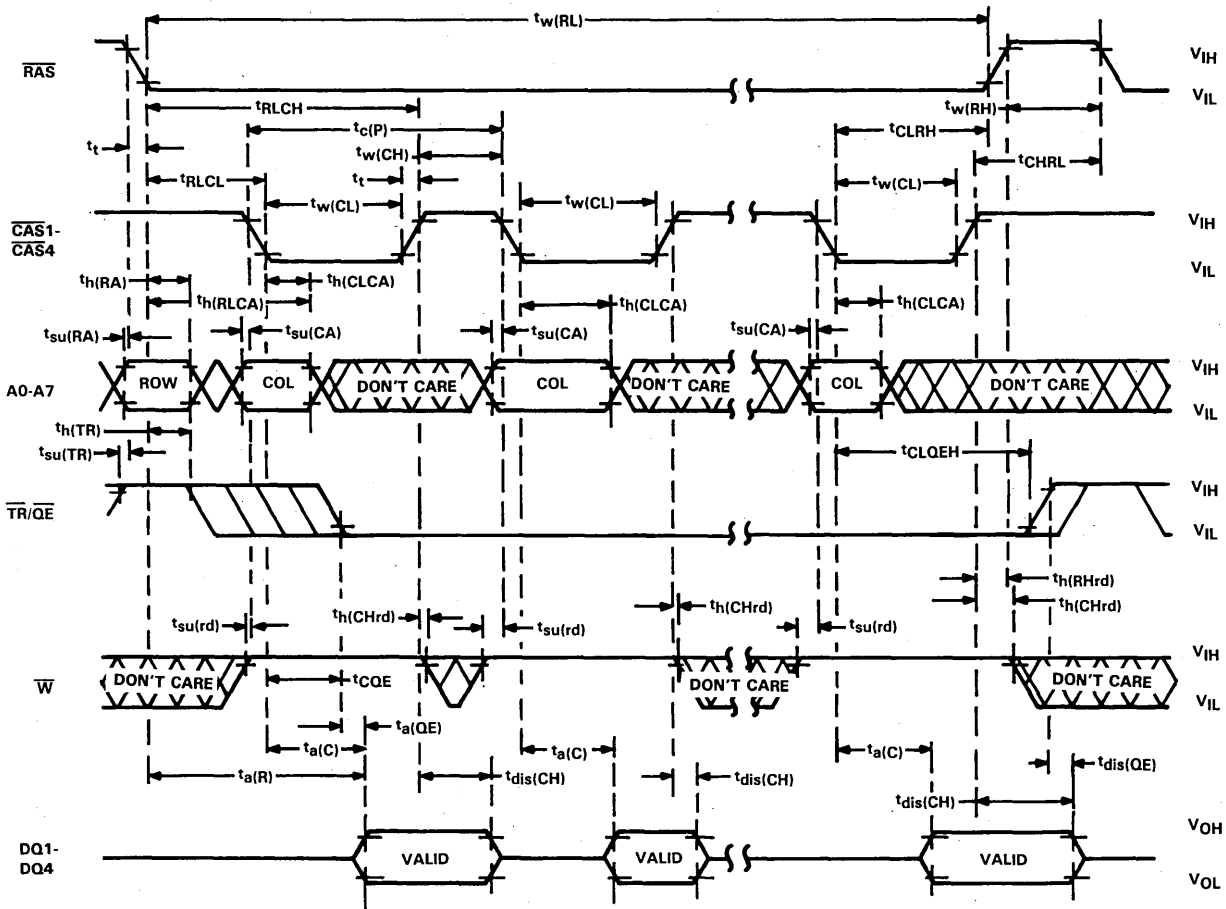 tw(RL)
RAS
VIH
VIL
tRLCH
tw(RH)
tc(P)
tCLRH
tt
tw(CH)
tCHRL
tRLCL
tt
tw(CL)
tw(CL)
tw(CL)
CAS1-
CAS4
VIH
VIL
th(RA)
th(CLCA)
th(RLCA)
th(CLCA)
th(CLCA)
tsu(RA)
tsu(CA)
tsu(CA)
tsu(CA)
A0-A7
ROW
COL
DON'T CARE
COL
DON'T CARE
COL
DON'T CARE
VIH
VIL
th(TR)
tsu(TR)
tCLQEH
TR/QE
VIH
VIL
th(RHrd)
th(CHrd)
th(CHrd)
th(CHrd)
tsu(rd)
tsu(rd)
tsu(rd)
W
DON'T CARE
DON'T CARE
DON'T CARE
VIH
VIL
tCQE
ta(QE)
ta(C)
ta(C)
ta(C)
ta(R)
tdis(CH)
tdis(CH)
tdis(QE)
tdis(CH)
DQ1-
DQ4
VALID
VALID
VALID
VOH
VOL